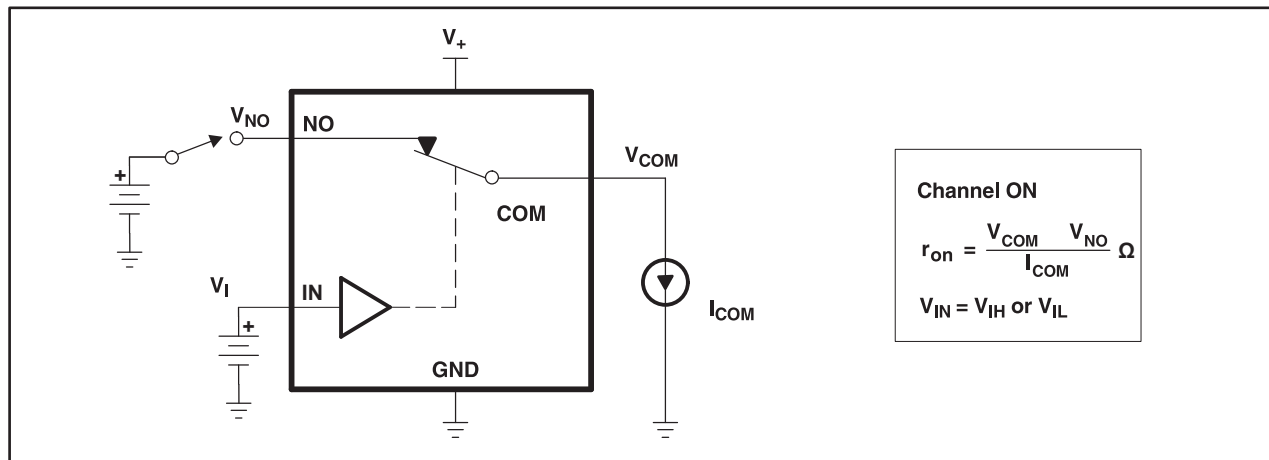 V+
VNO
NO
+
VCOM
COM
VI
IN
+
ICOM
GND
Channel ON
ron = VCOM VNO / ICOM Ω
VIN = VIH or VIL